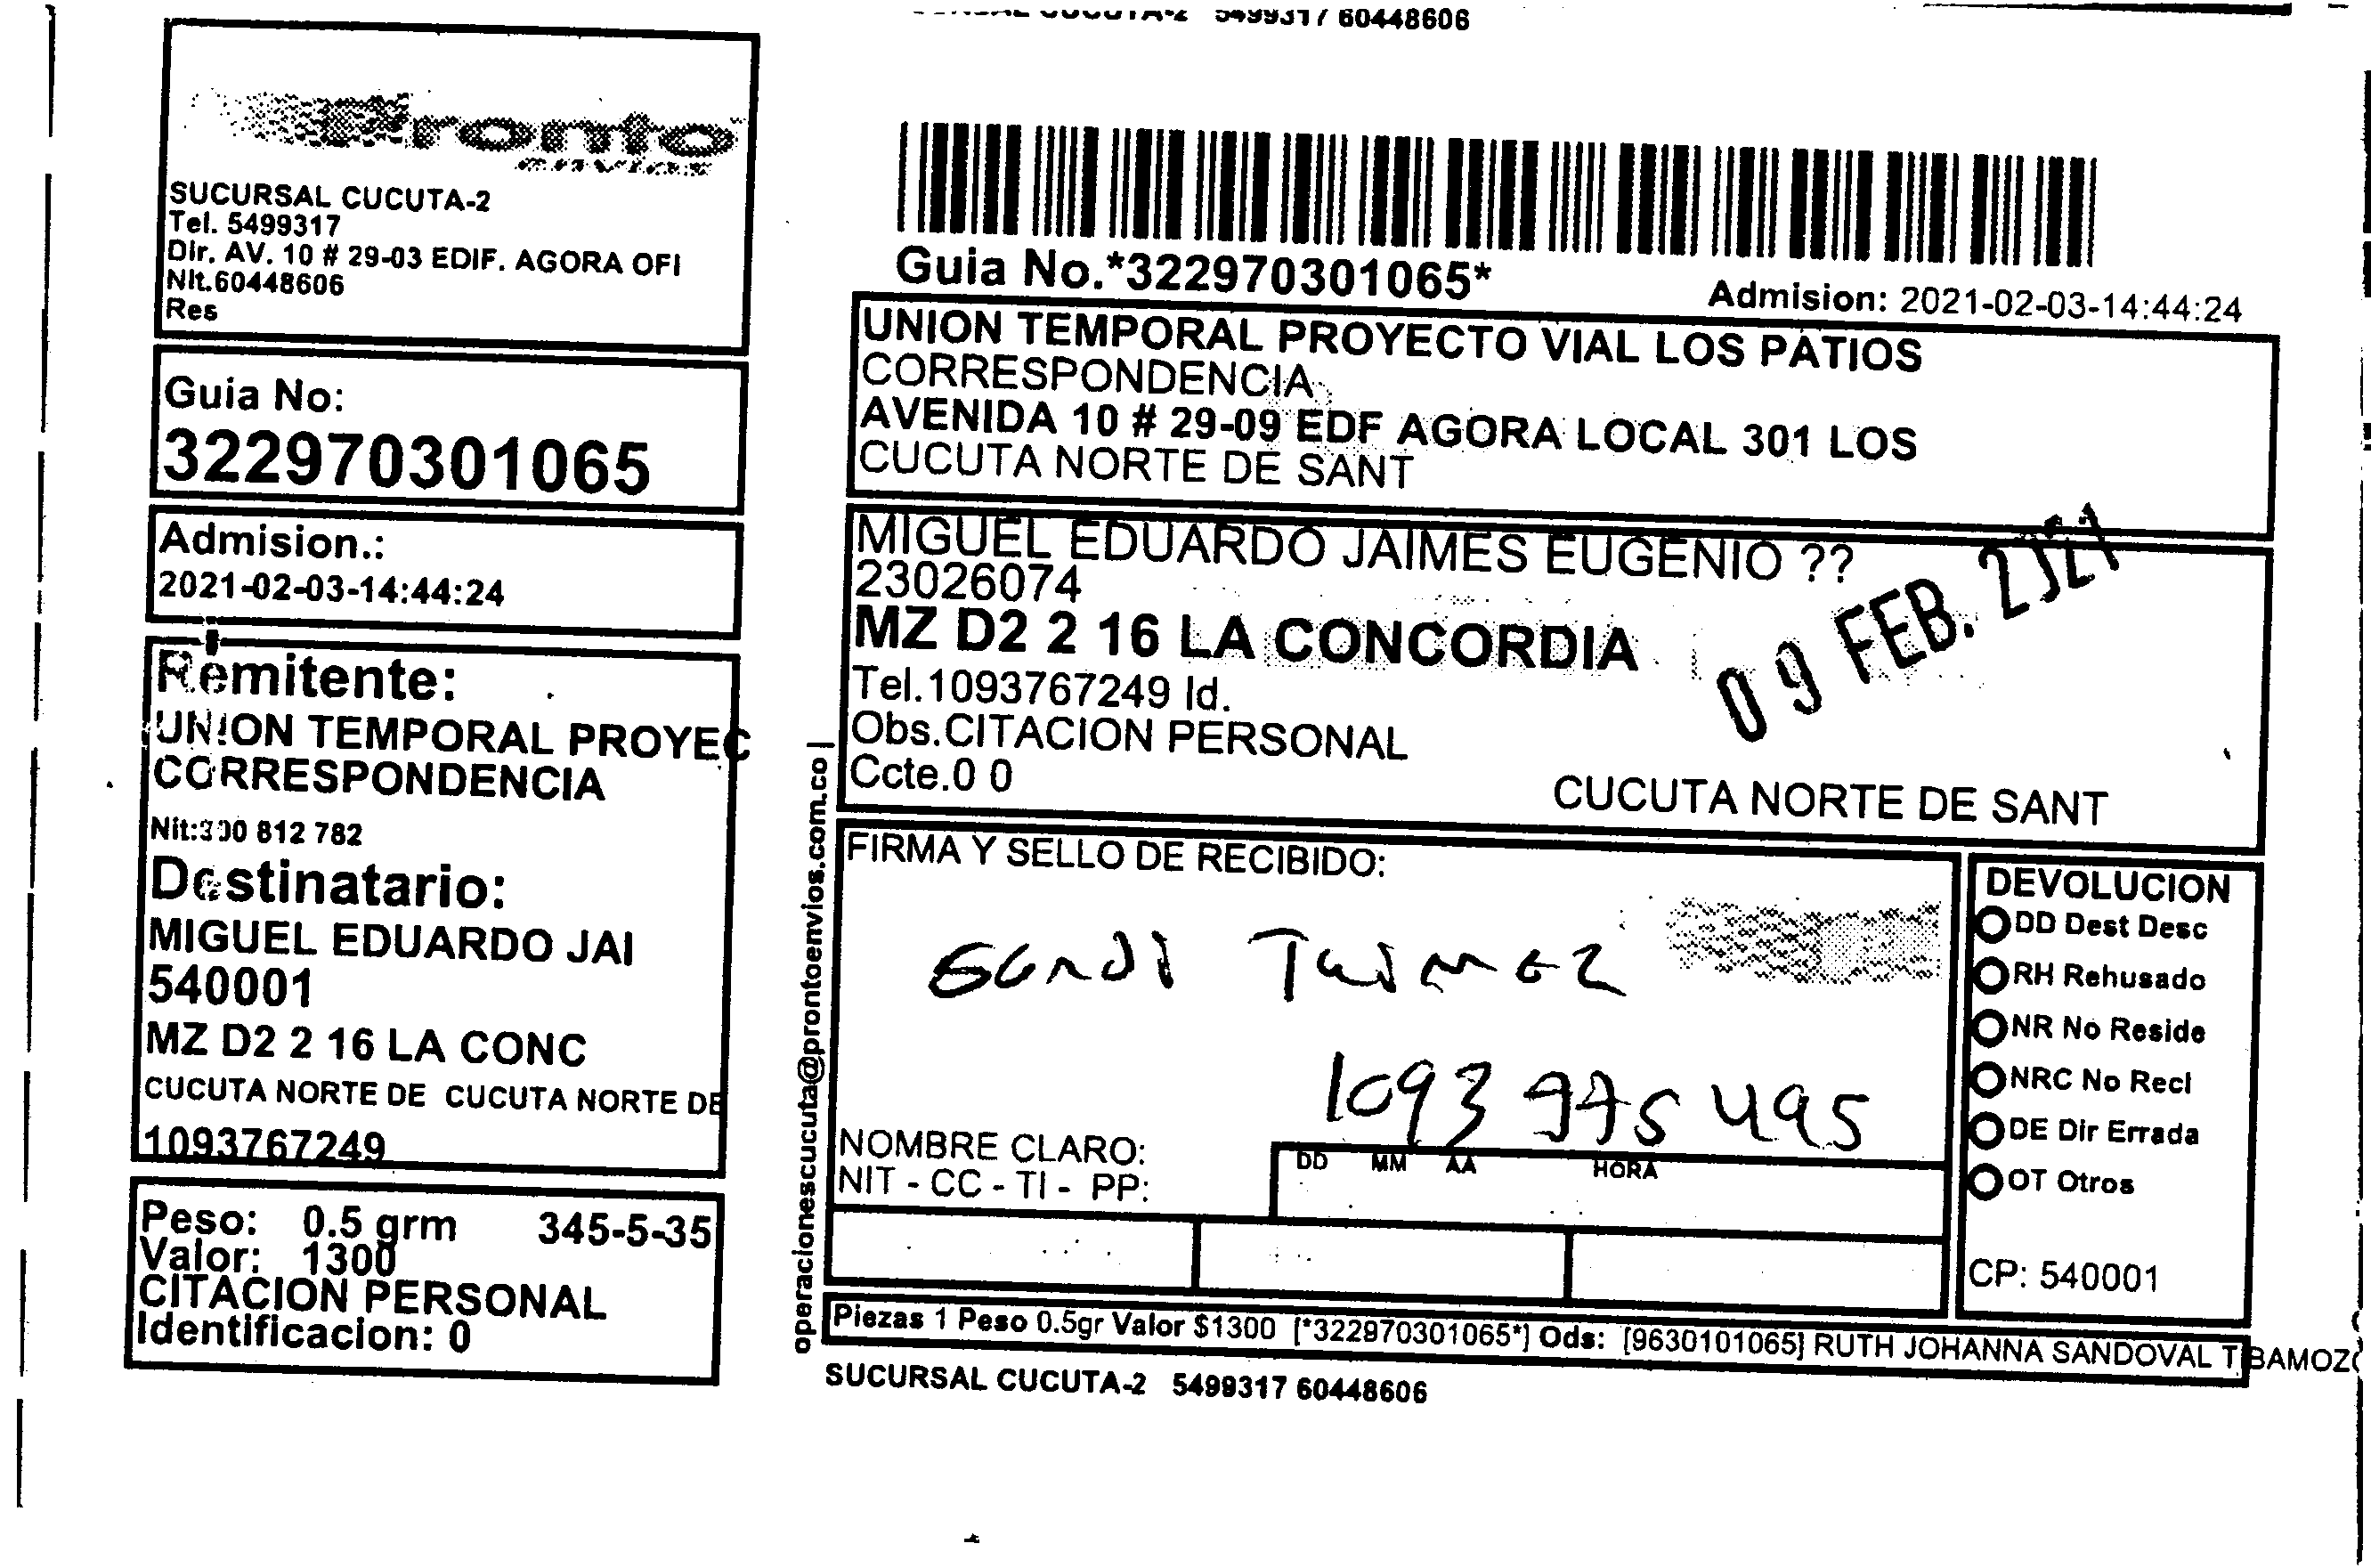 5499317 60448606
Pronto
envios
SUCURSAL CUCUTA-2
Tel. 5499317
Dir. AV. 10 # 29-03 EDIF. AGORA OFI
Nit.60448606
Res
Guia No:
322970301065
Admision.:
2021-02-03-14:44:24
Remitente:
UNION TEMPORAL PROYEC
CORRESPONDENCIA
812 782
Destinatario:
MIGUEL EDUARDO JAI
540001
MZ D2 2 16 LA CONC
CUCUTA NORTE DE CUCUTA NORTE DE
1093767249
Peso: 0.5 grm 345-5-35
Valor: 1300
CITACION PERSONAL
Identificacion: 0
Guia No.*322970301065*
Admision: 2021-02-03-14:44:24
UNION TEMPORAL PROYECTO VIAL LOS PATIOS
CORRESPONDENCIA
AVENIDA 10 # 29-09 EDF AGORA LOCAL 301 LOS
CUCUTA NORTE DE SANT
MIGUEL EDUARDO JAIMES EUGENIO ??
23026074
MZ D2 2 16 LA CONCORDIA
09 FEB. 2021
Tel.1093767249 Id.
Obs.CITACION PERSONAL
Ccte.0 0
CUCUTA NORTE DE SANT
operacionescucuta@prontoenvios.com.co |
FIRMA Y SELLO DE RECIBIDO:
1093 775 495
NOMBRE CLARO:
NIT - CC - TI - PP:
DD MM AA HORA
DEVOLUCION
DD Dest Desc
RH Rehusado
NR No Reside
NRC No Recl
DE Dir Errada
OT Otros
CP: 540001
Piezas 1 Peso 0.5gr Valor $1300 [*322970301065*] Ods: [9630101065] RUTH JOHANNA SANDOVAL TIBAMOZO
SUCURSAL CUCUTA-2 5499317 60448606